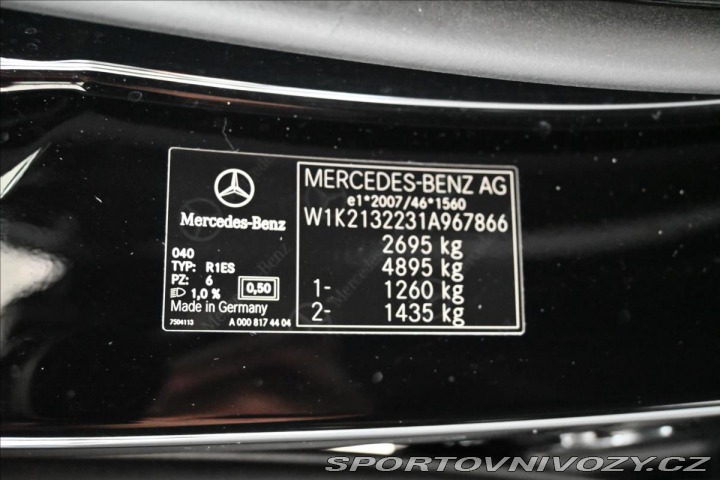 Mercedes-Benz
040
TYP: R1ES
PZ: 6
1,0 %
0,50
Made in Germany
7504113
A 000 817 44 04
MERCEDES-BENZ AG
e1*2007/46*1560
W1K2132231A967866
2695 kg
4895 kg
1- 1260 kg
2- 1435 kg
SPORTOVNIVOZY.CZ